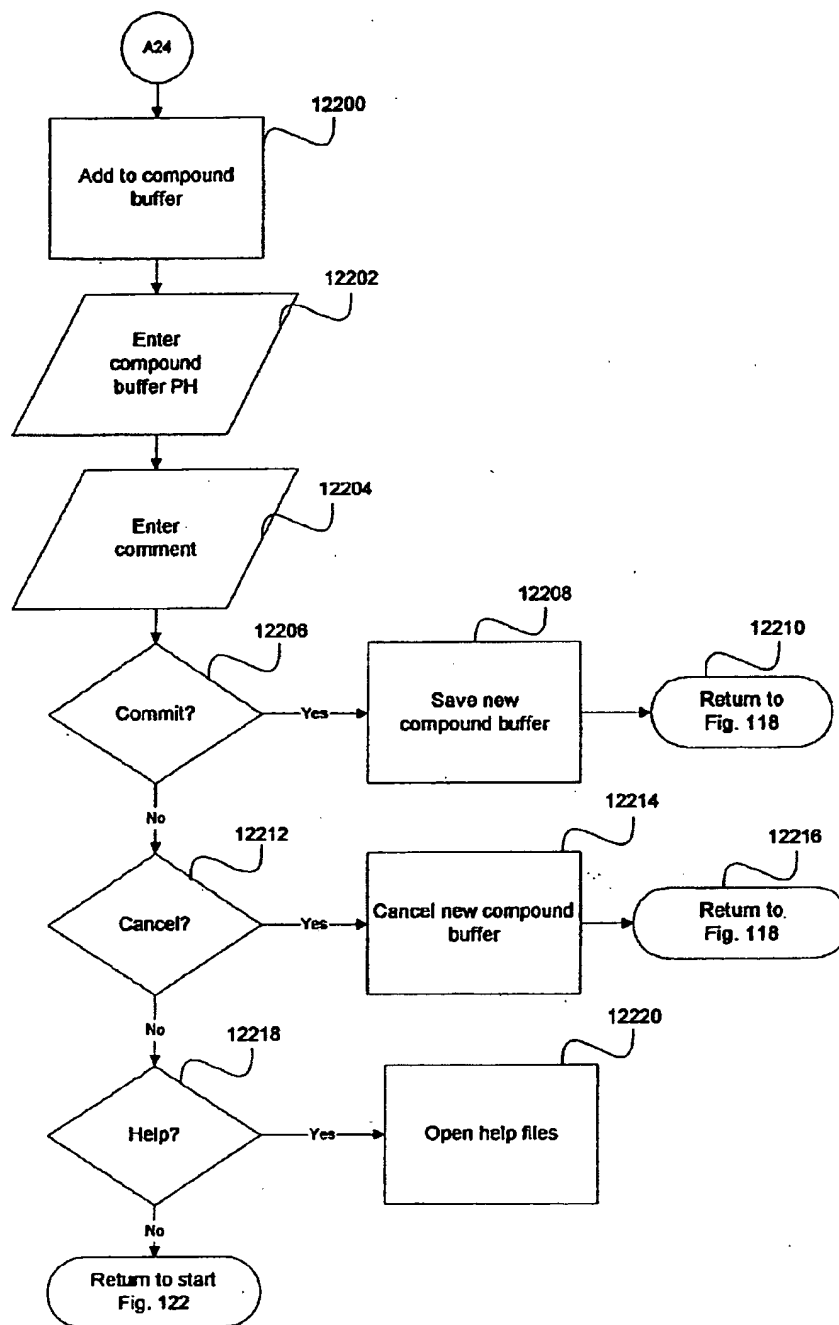 A24
12200
Add to compound
buffer
12202
Enter
compound
buffer PH
12204
Enter
comment
12206
Commit?
Yes
12208
Save new
compound buffer
12210
Return to
Fig. 118
No
12212
Cancel?
Yes
12214
Cancel new compound
buffer
12216
Return to
Fig. 118
No
12218
Help?
Yes
12220
Open help files
No
Return to start
Fig. 122